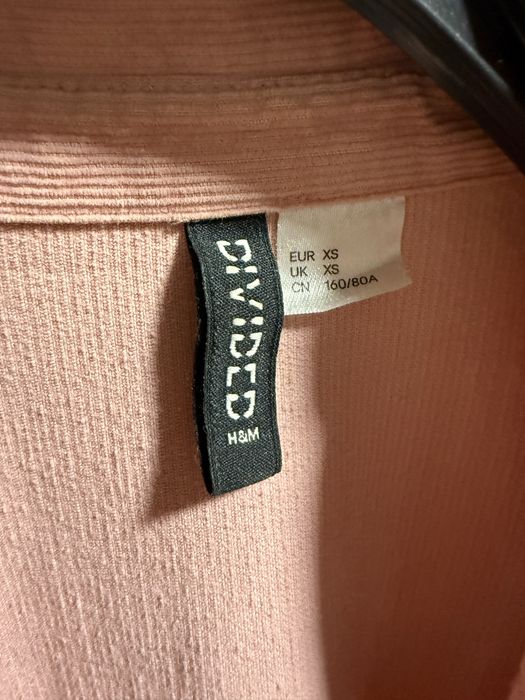 DIVIDED
H&M
EUR XS
UK XS
CN 160/80A